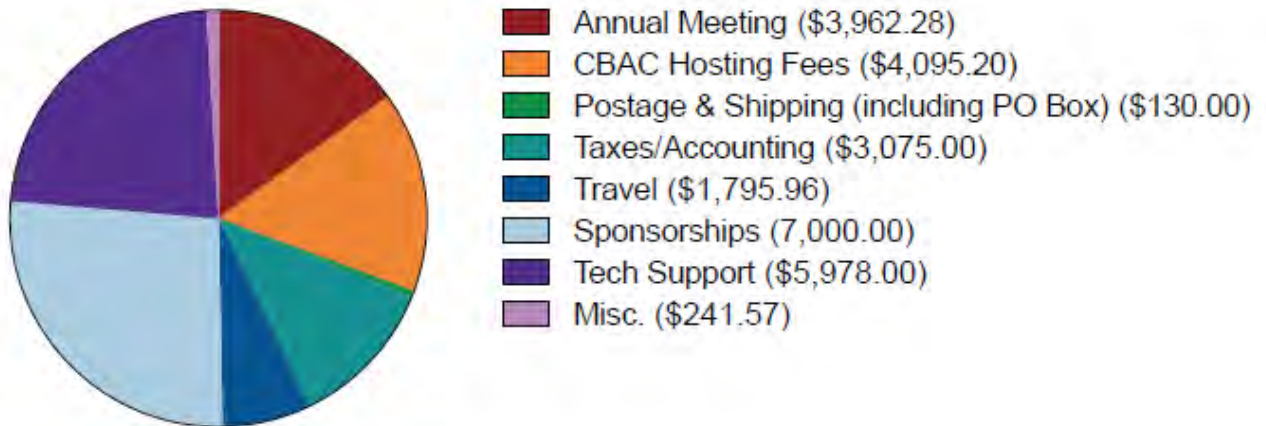 Annual Meeting ($3,962.28)
CBAC Hosting Fees ($4,095.20)
Postage & Shipping (including PO Box) ($130.00)
Taxes/Accounting ($3,075.00)
Travel ($1,795.96)
Sponsorships (7,000.00)
Tech Support ($5,978.00)
Misc. ($241.57)